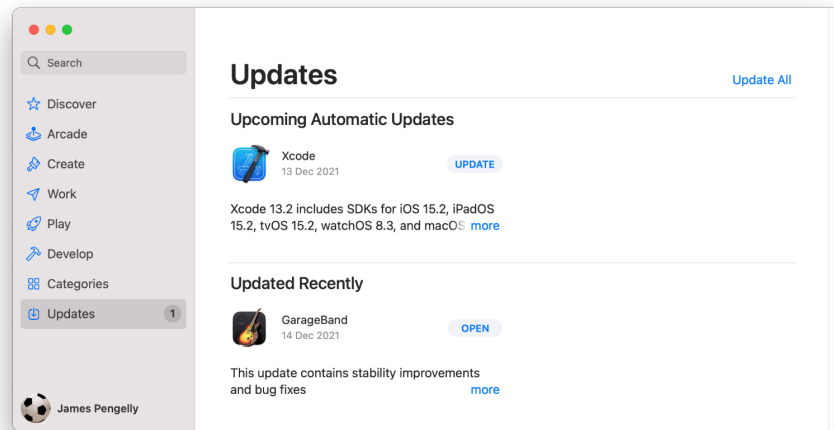 Search
Discover
Arcade
Create
Work
Play
Develop
Categories
Updates 1
James Pengelly
Updates
Update All
Upcoming Automatic Updates
Xcode
13 Dec 2021
UPDATE
Xcode 13.2 includes SDKs for iOS 15.2, iPadOS
15.2, tvOS 15.2, watchOS 8.3, and macOS more
Updated Recently
GarageBand
14 Dec 2021
OPEN
This update contains stability improvements
and bug fixes more